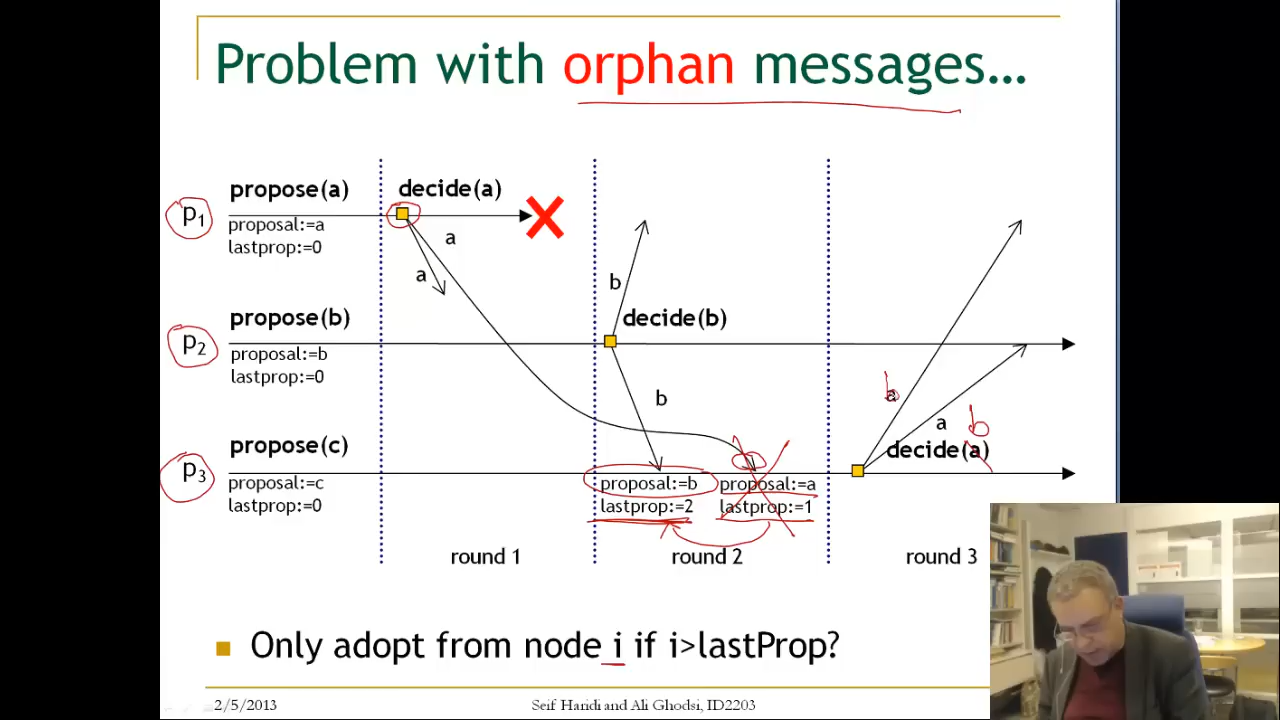 Problem with orphan messages...
propose(a)
decide(a)
p1
proposal:=a
lastprop:=0
a
a
b
propose(b)
decide(b)
p2
proposal:=b
lastprop:=0
b
b
a
a
b
propose(c)
decide(a)
p3
proposal:=c
lastprop:=0
proposal:=b
proposal:=a
lastprop:=2
lastprop:=1
round 1
round 2
round 3
Only adopt from node i if i>lastProp?
2/5/2013
Seif Haridi and Ali Ghodsi, ID2203